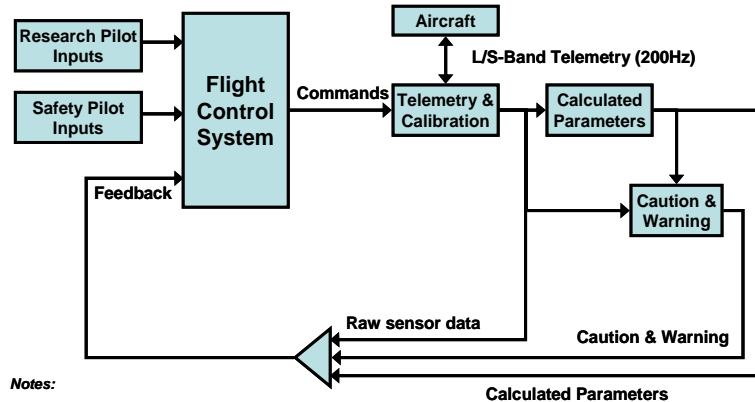 Aircraft
Research Pilot
Inputs
L/S-Band Telemetry (200Hz)
Flight
Control
System
Commands
Telemetry &
Calibration
Calculated
Parameters
Safety Pilot
Inputs
Feedback
Caution &
Warning
Raw sensor data
Caution & Warning
Notes:
Calculated Parameters